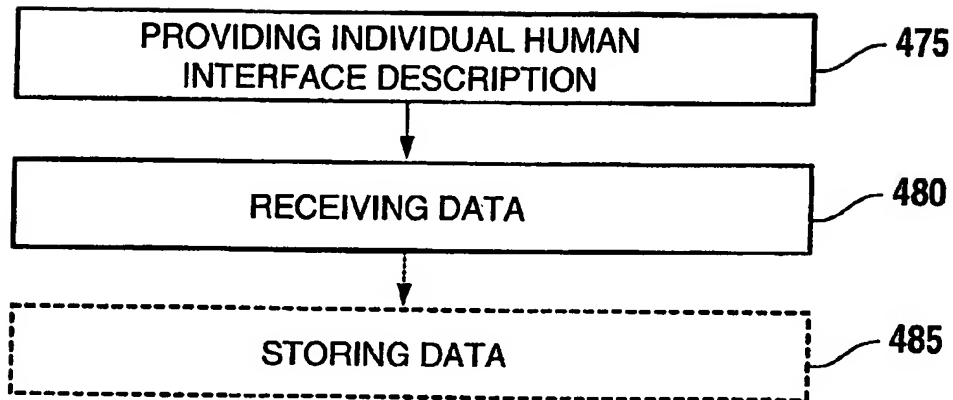 PROVIDING INDIVIDUAL HUMAN
INTERFACE DESCRIPTION
475
RECEIVING DATA
480
STORING DATA
485